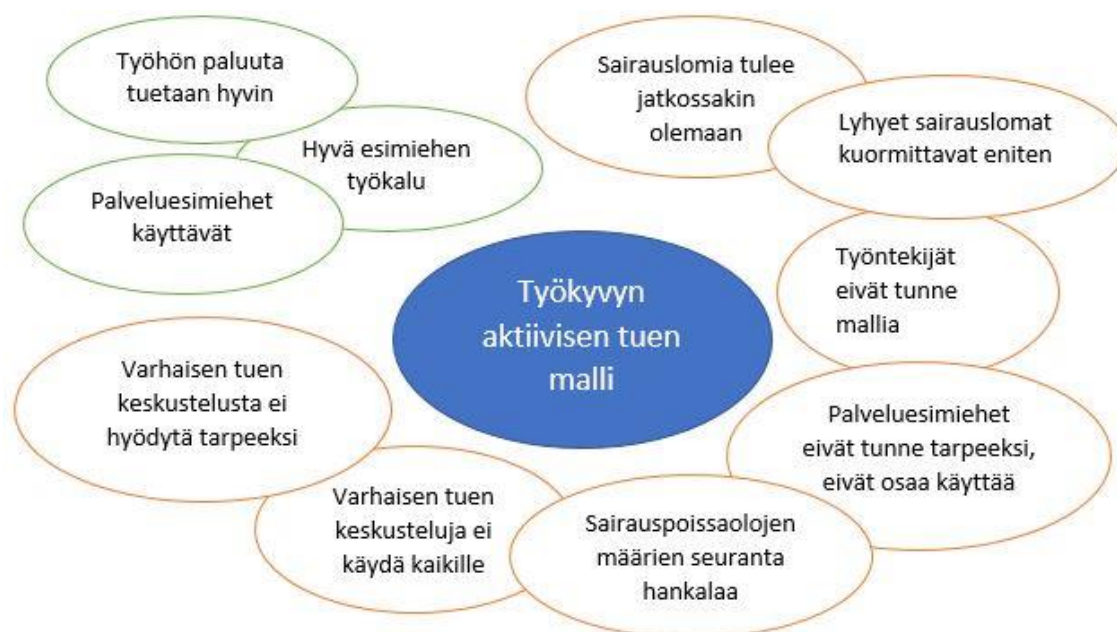 Työhön paluuta
tuetaan hyvin
Hyvä esimiehen
työkalu
Palveluesimiehet
käyttävät
Sairauslomia tulee
jatkossakin
olemaan
Lyhyet sairauslomat
kuormittavat eniten
Työntekijät
eivät tunne
mallia
Työkyvyn
aktiivisen tuen
malli
Varhaisen tuen
keskustelusta ei
hyödytä tarpeeksi
Palveluesimiehet
eivät tunne tarpeeksi,
eivät osaa käyttää
Varhaisen tuen
keskusteluja ei
käydä kaikille
Sairauspoissaolojen
määrien seuranta
hankalaa